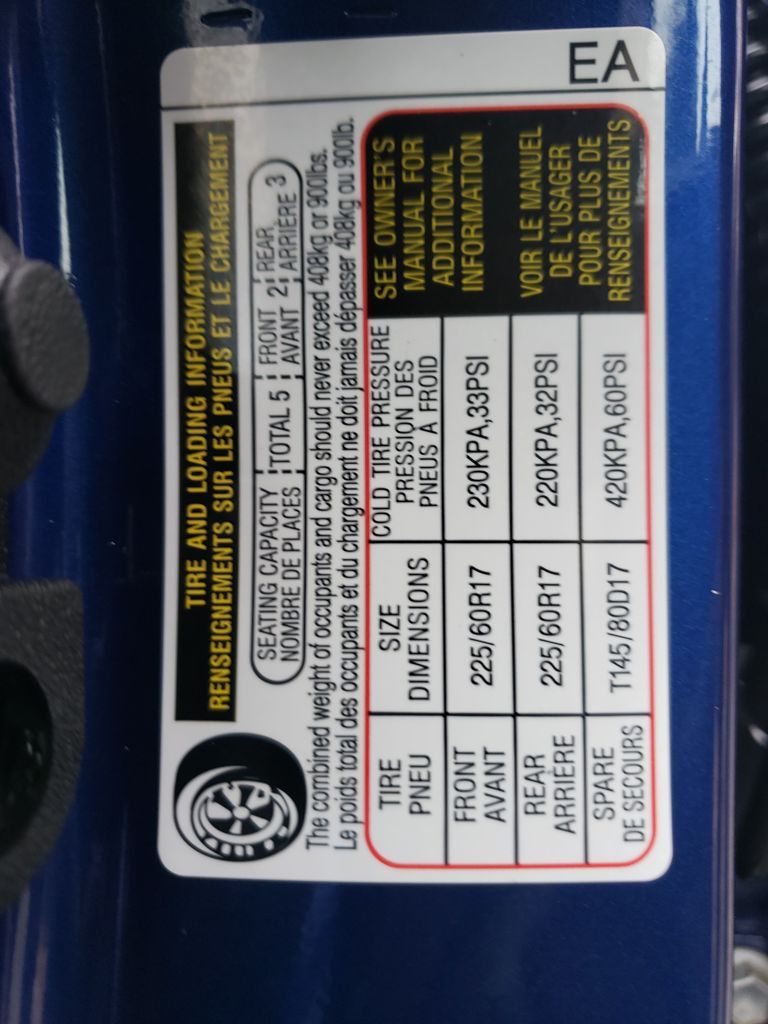 EA
TIRE AND LOADING INFORMATION
RENSEIGNEMENTS SUR LES PNEUS ET LE CHARGEMENT
SEATING CAPACITY TOTAL 5 FRONT 2 REAR 3
NOMBRE DE PLACES AVANT ARRIÈRE
The combined weight of occupants and cargo should never exceed 408kg or 900lbs.
Le poids total des occupants et du chargement ne doit jamais dépasser 408kg ou 900lb.
TIRE SIZE COLD TIRE PRESSURE
PNEU DIMENSIONS PRESSION DES
PNEUS À FROID
FRONT 225/60R17 230KPA,33PSI
AVANT
REAR 225/60R17 220KPA,32PSI
ARRIÈRE
SPARE T145/80D17 420KPA,60PSI
DE SECOURS
SEE OWNER'S
MANUAL FOR
ADDITIONAL
INFORMATION
VOIR LE MANUEL
DE L'USAGER
POUR PLUS DE
RENSEIGNEMENTS